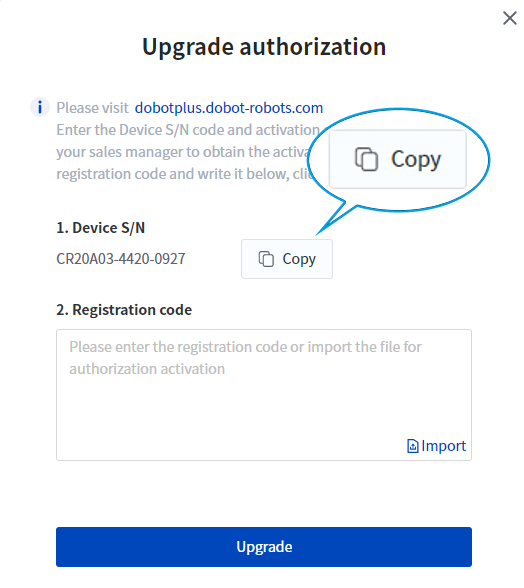 Upgrade authorization
Please visit dobotplus.dobot-robots.com
Enter the Device S/N code and activation
your sales manager to obtain the
registration code and write it below,
Copy
1. Device S/N
CR20A03-4420-0927
Copy
2. Registration code
Please enter the registration code or import the file for
authorization activation
Import
Upgrade